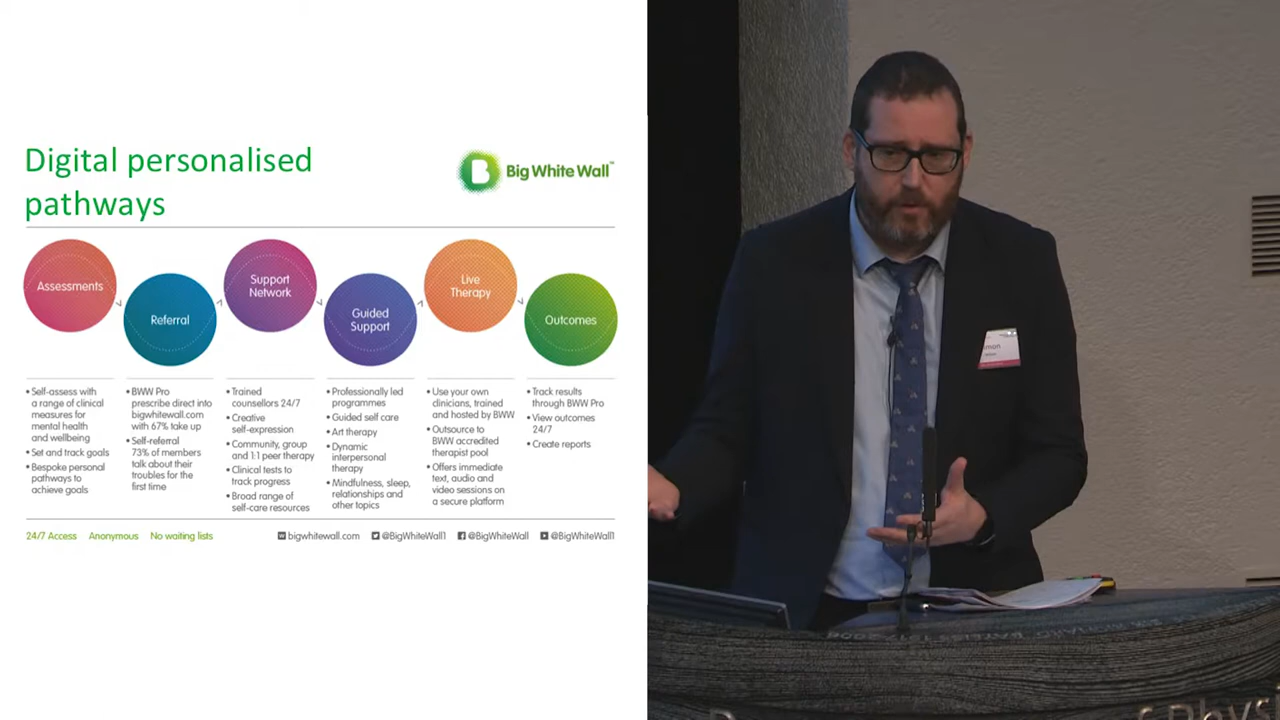 Digital personalised
pathways
Big White Wall™
Assessments
Referral
Support
Network
Guided
Support
Live
Therapy
Outcomes
• Self-assess with
a range of clinical
measures for
mental health
and wellbeing
• Set and track goals
• Bespoke personal
pathways to
achieve goals
• BWW Pro
prescribe direct into
bigwhitewall.com
with 67% take up
• Self-referral
73% of members
talk about their
troubles for the
first time
• Trained
counsellors 24/7
• Creative
self-expression
• Community, group
and 1:1 peer therapy
• Clinical tests to
track progress
• Broad range of
self-care resources
• Professionally led
programmes
• Guided self care
• Art therapy
• Dynamic
interpersonal
therapy
• Mindfulness, sleep,
relationships and
other topics
• Use your own
clinicians, trained
and hosted by BWW
• Outsource to
BWW accredited
therapist pool
• Offers immediate
text, audio and
video sessions on
a secure platform
• Track results
through BWW Pro
• View outcomes
24/7
• Create reports
24/7 Access Anonymous No waiting lists
bigwhitewall.com @BigWhiteWall1 @BigWhiteWall @BigWhiteWall1
imon
of Physi